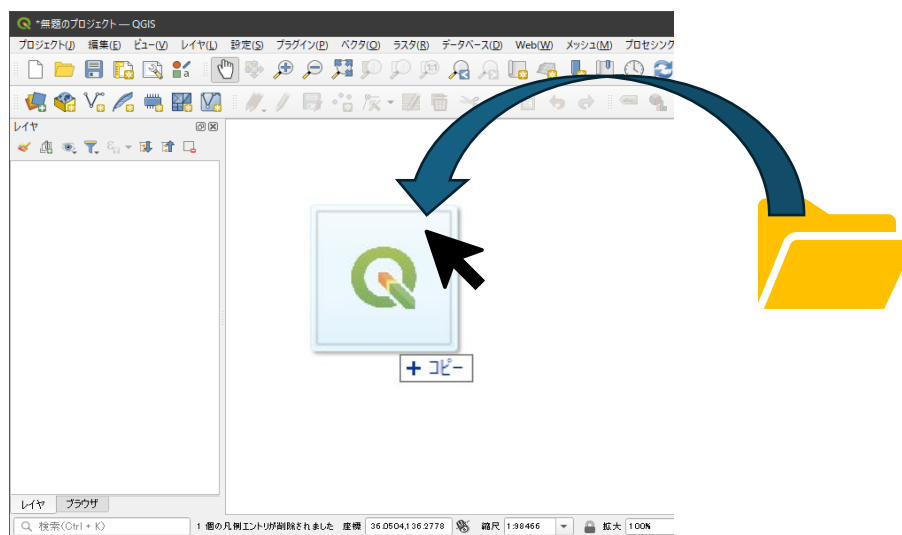 *無題のプロジェクト — QGIS
プロジェクト(J) 編集(E) ビュー(V) レイヤ(L) 設定(S) プラグイン(P) ベクタ(O) ラスタ(R) データベース(D) Web(W) メッシュ(M) プロセシング
レイヤ
+ コピー
レイヤ ブラウザ
検索(Ctrl + K) 1 個の凡例エントリが削除されました 座標 36.0504,136.2778 縮尺 1:98466 拡大 100%